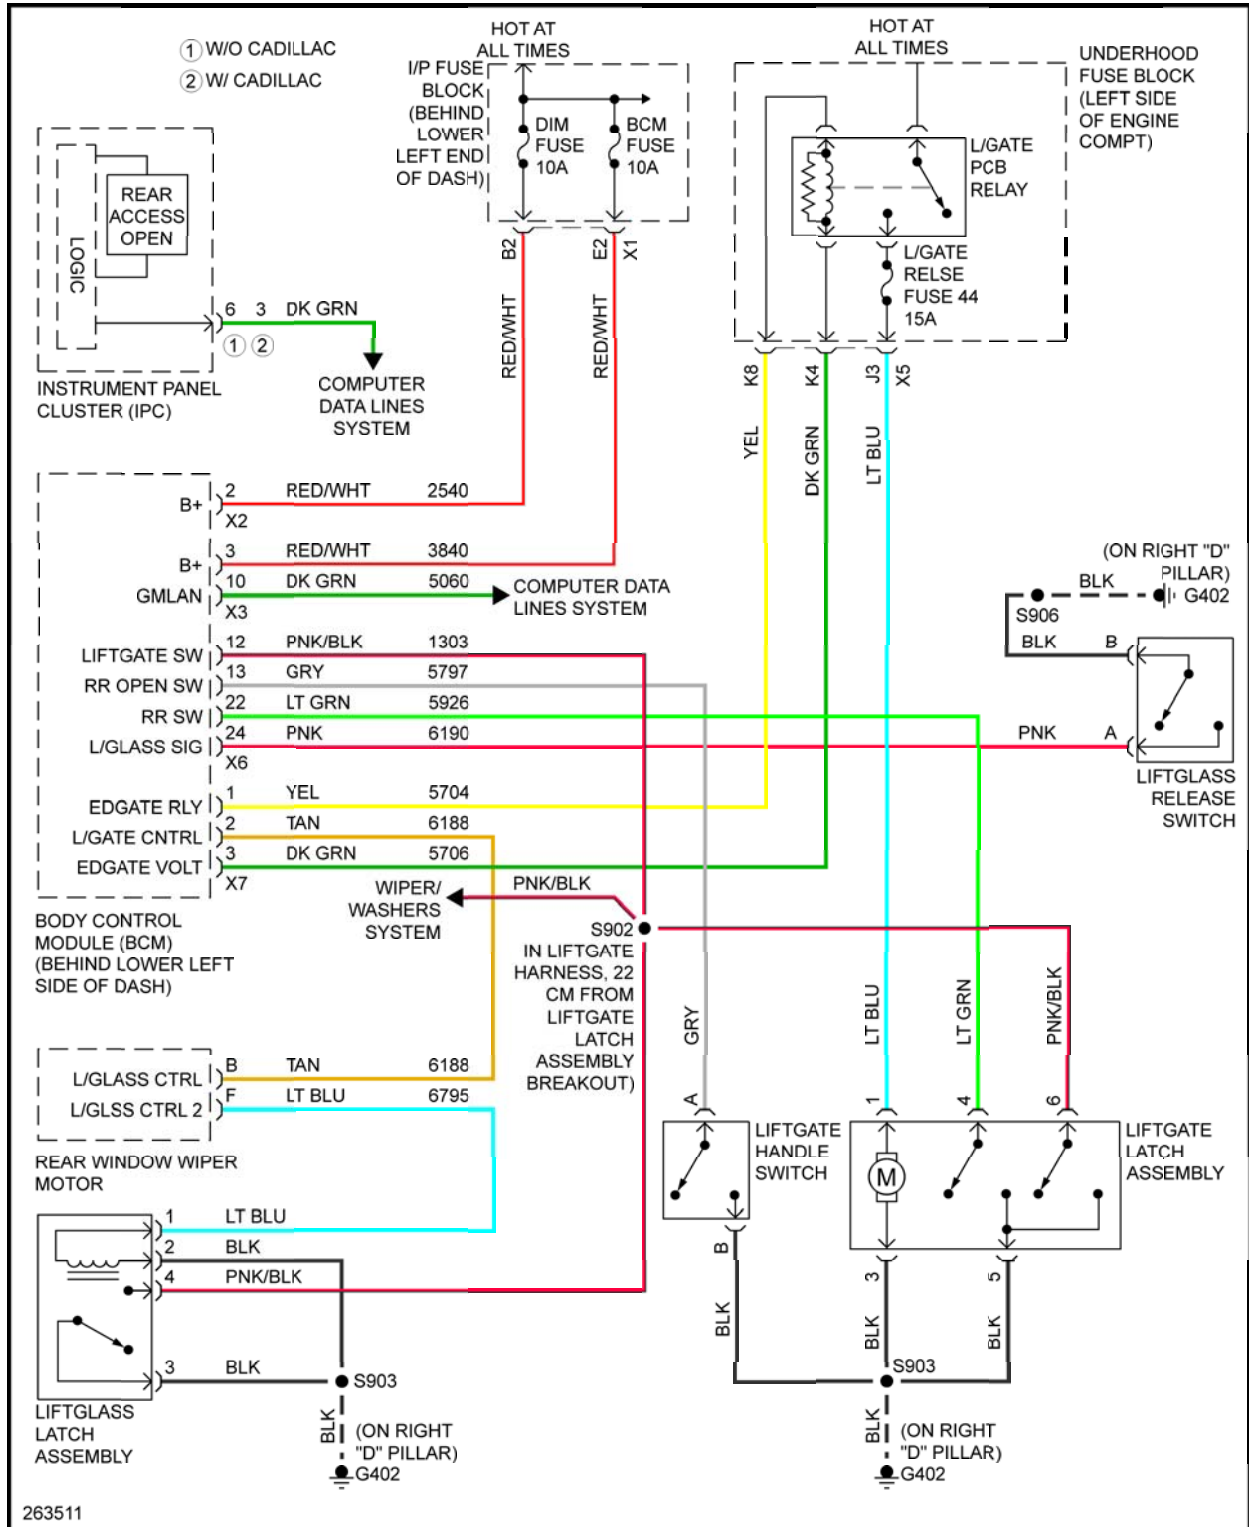 ① W/O CADILLAC
② W/ CADILLAC
HOT AT
ALL TIMES
I/P FUSE
BLOCK
(BEHIND
LOWER
LEFT END
OF DASH)
DIM
FUSE
10A
BCM
FUSE
10A
B2
E2
X1
RED/WHT
RED/WHT
HOT AT
ALL TIMES
UNDERHOOD
FUSE BLOCK
(LEFT SIDE
OF ENGINE
COMPT)
L/GATE
PCB
RELAY
L/GATE
RELSE
FUSE 44
15A
K8
K4
J3
X5
YEL
DK GRN
LT BLU
LOGIC
REAR
ACCESS
OPEN
6 3 DK GRN
① ②
INSTRUMENT PANEL
CLUSTER (IPC)
COMPUTER
DATA LINES
SYSTEM
B+ 2 RED/WHT 2540
X2
B+ 3 RED/WHT 3840
GMLAN 10 DK GRN 5060
X3
COMPUTER DATA
LINES SYSTEM
LIFTGATE SW 12 PNK/BLK 1303
RR OPEN SW 13 GRY 5797
RR SW 22 LT GRN 5926
L/GLASS SIG 24 PNK 6190
X6
EDGATE RLY 1 YEL 5704
L/GATE CNTRL 2 TAN 6188
EDGATE VOLT 3 DK GRN 5706
X7
BODY CONTROL
MODULE (BCM)
(BEHIND LOWER LEFT
SIDE OF DASH)
(ON RIGHT "D"
PILLAR)
BLK
G402
S906
BLK B
PNK A
LIFTGLASS
RELEASE
SWITCH
WIPER/
WASHERS
SYSTEM
PNK/BLK
S902
IN LIFTGATE
HARNESS, 22
CM FROM
LIFTGATE
LATCH
ASSEMBLY
BREAKOUT)
GRY
LT BLU
LT GRN
PNK/BLK
L/GLASS CTRL B TAN 6188
L/GLSS CTRL 2 F LT BLU 6795
REAR WINDOW WIPER
MOTOR
A
LIFTGATE
HANDLE
SWITCH
B
BLK
1
4
6
M
LIFTGATE
LATCH
ASSEMBLY
3
5
BLK
BLK
S903
BLK
(ON RIGHT
"D" PILLAR)
G402
1 LT BLU
2 BLK
4 PNK/BLK
3 BLK
S903
LIFTGLASS
LATCH
ASSEMBLY
BLK
(ON RIGHT
"D" PILLAR)
G402
263511